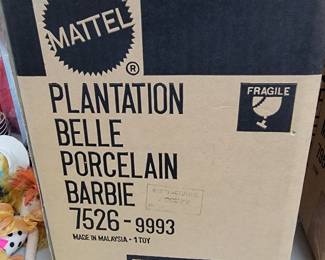 MATTEL
®
FRAGILE
PLANTATION
BELLE
PORCELAIN
BARBIE
7526-9993
MADE IN MALAYSIA - 1 TOY